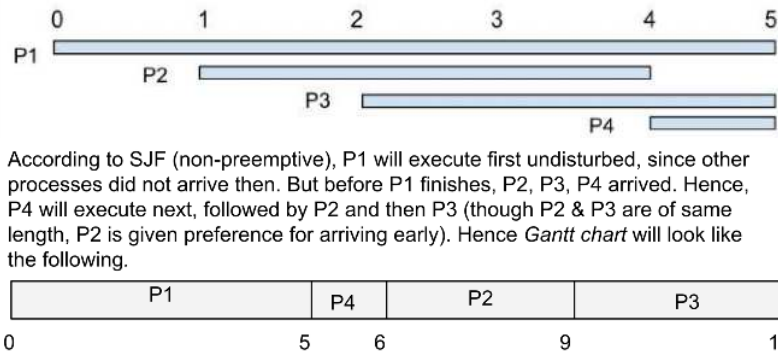 0 1 2 3 4 5
P1
P2
P3
P4
According to SJF (non-preemptive), P1 will execute first undisturbed, since other
processes did not arrive then. But before P1 finishes, P2, P3, P4 arrived. Hence,
P4 will execute next, followed by P2 and then P3 (though P2 & P3 are of same
length, P2 is given preference for arriving early). Hence Gantt chart will look like
the following.
P1 P4 P2 P3
0 5 6 9 1